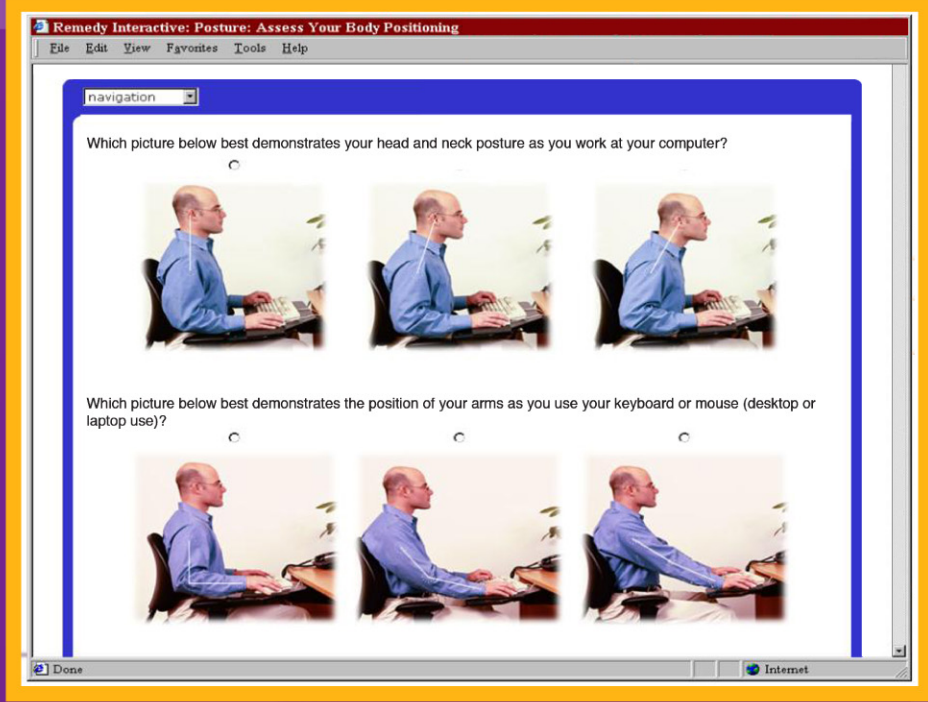 Remedy Interactive: Posture: Assess Your Body Positioning
File Edit View Favorites Tools Help
navigation
Which picture below best demonstrates your head and neck posture as you work at your computer?
Which picture below best demonstrates the position of your arms as you use your keyboard or mouse (desktop or
laptop use)?
Done Internet